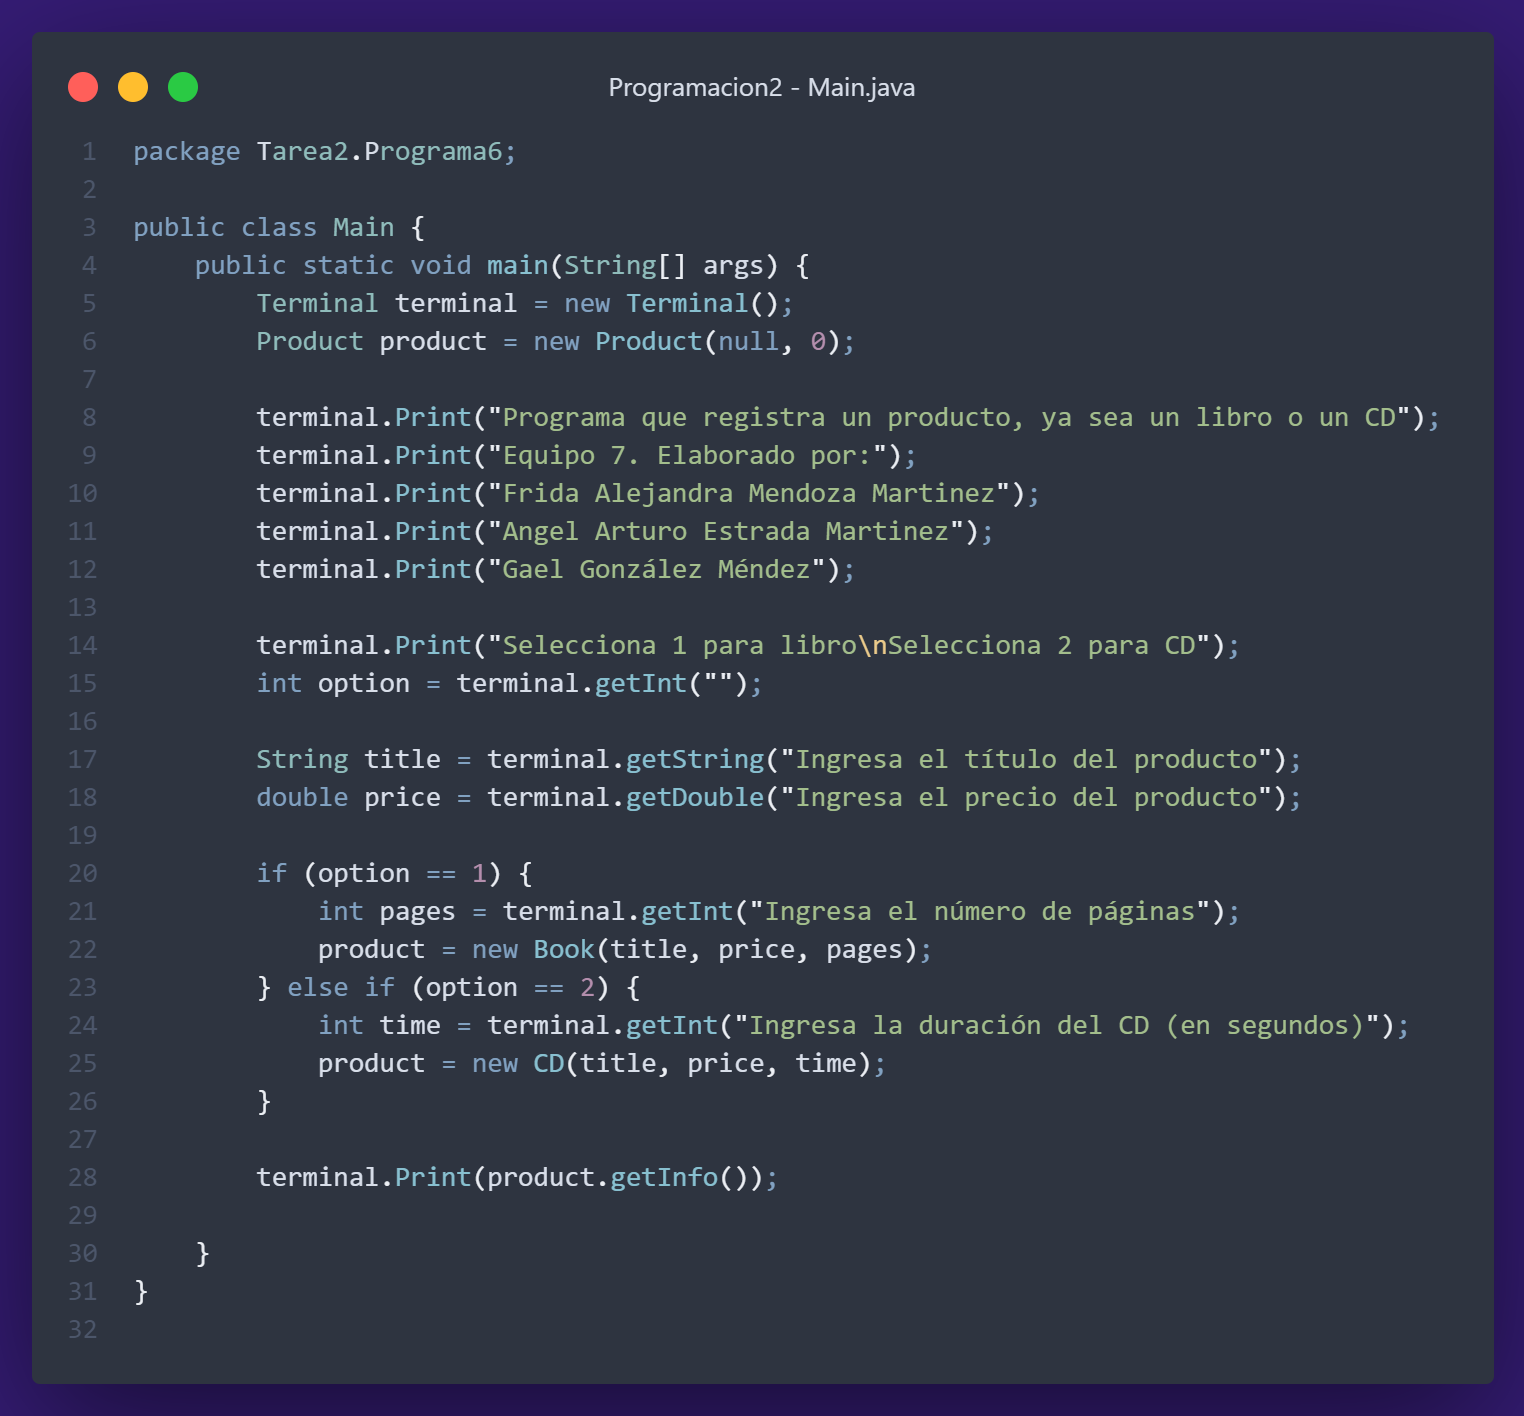 Programacion2 - Main.java
1 package Tarea2.Programa6;
2
3 public class Main {
4     public static void main(String[] args) {
5         Terminal terminal = new Terminal();
6         Product product = new Product(null, 0);
7
8         terminal.Print("Programa que registra un producto, ya sea un libro o un CD");
9         terminal.Print("Equipo 7. Elaborado por:");
10         terminal.Print("Frida Alejandra Mendoza Martinez");
11         terminal.Print("Angel Arturo Estrada Martinez");
12         terminal.Print("Gael González Méndez");
13
14         terminal.Print("Selecciona 1 para libro\nSelecciona 2 para CD");
15         int option = terminal.getInt("");
16
17         String title = terminal.getString("Ingresa el título del producto");
18         double price = terminal.getDouble("Ingresa el precio del producto");
19
20         if (option == 1) {
21             int pages = terminal.getInt("Ingresa el número de páginas");
22             product = new Book(title, price, pages);
23         } else if (option == 2) {
24             int time = terminal.getInt("Ingresa la duración del CD (en segundos)");
25             product = new CD(title, price, time);
26         }
27
28         terminal.Print(product.getInfo());
29
30     }
31 }
32